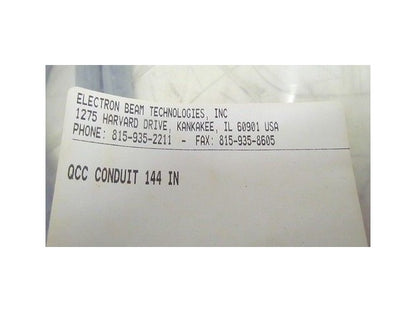 ELECTRON BEAM TECHNOLOGIES, INC
1275 HARVARD DRIVE, KANKAKEE, IL 60901 USA
PHONE: 815-935-2211 - FAX: 815-935-8605
QCC CONDUIT 144 IN